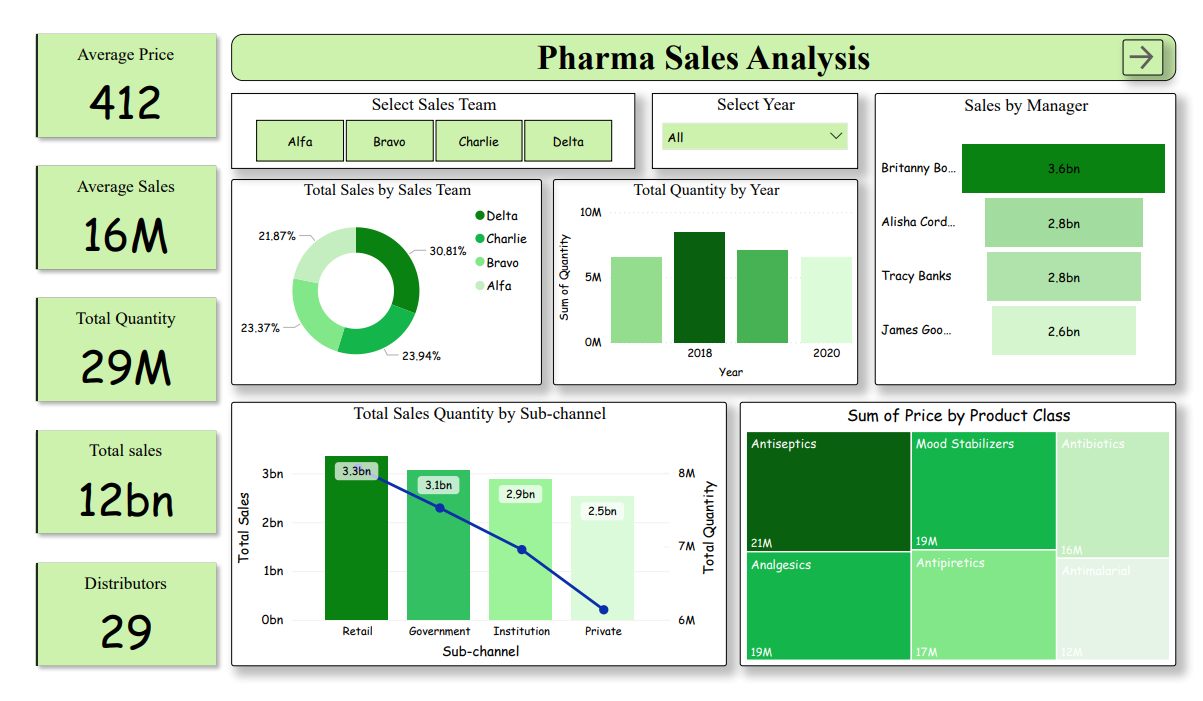 Pharma Sales Analysis
Average Price
412
Average Sales
16M
Total Quantity
29M
Total sales
12bn
Distributors
29
Select Sales Team
Alfa
Bravo
Charlie
Delta
Select Year
All
Total Sales by Sales Team
21.87%
30.81%
23.37%
23.94%
Delta
Charlie
Bravo
Alfa
Total Quantity by Year
Sum of Quantity
10M
5M
0M
2018
2020
Year
Sales by Manager
Britanny Bo...
3.6bn
Alisha Cord...
2.8bn
Tracy Banks
2.8bn
James Goo...
2.6bn
Total Sales Quantity by Sub-channel
Total Sales
3bn
2bn
1bn
0bn
3.3bn
3.1bn
2.9bn
2.5bn
8M
7M
6M
Total Quantity
Retail
Government
Institution
Private
Sub-channel
Sum of Price by Product Class
Antiseptics
21M
Analgesics
19M
Mood Stabilizers
19M
Antipiretics
17M
Antibiotics
16M
Antimalarial
12M